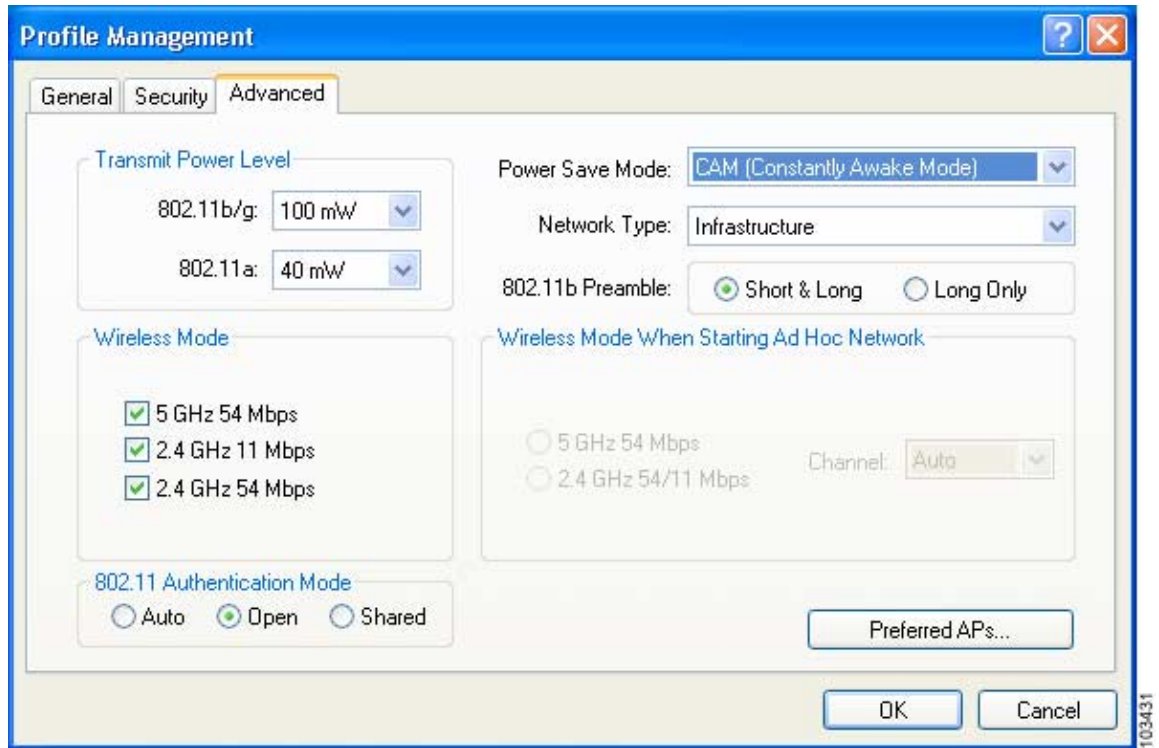 Profile Management
General Security Advanced
Transmit Power Level
802.11b/g: 100 mW
802.11a: 40 mW
Power Save Mode: CAM (Constantly Awake Mode)
Network Type: Infrastructure
802.11b Preamble: Short & Long Long Only
Wireless Mode
5 GHz 54 Mbps
2.4 GHz 11 Mbps
2.4 GHz 54 Mbps
Wireless Mode When Starting Ad Hoc Network
5 GHz 54 Mbps
2.4 GHz 54/11 Mbps
Channel: Auto
802.11 Authentication Mode
Auto Open Shared
Preferred APs...
OK Cancel
103431